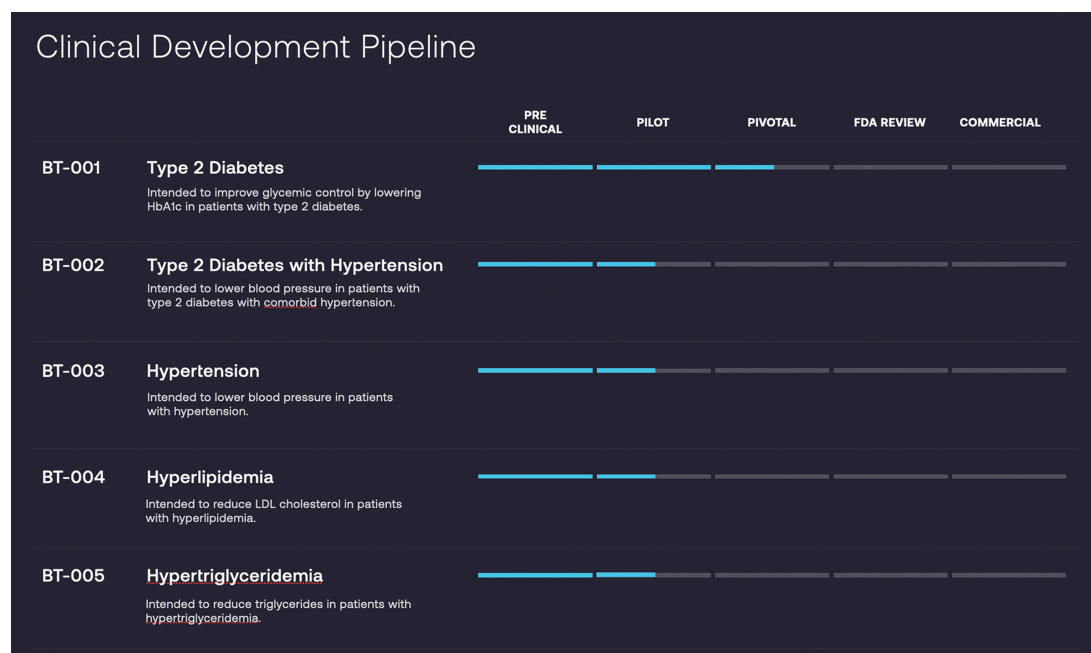 Clinical Development Pipeline
PRE
CLINICAL
PILOT
PIVOTAL
FDA REVIEW
COMMERCIAL
BT-001
Type 2 Diabetes
Intended to improve glycemic control by lowering
HbA1c in patients with type 2 diabetes.
BT-002
Type 2 Diabetes with Hypertension
Intended to lower blood pressure in patients with
type 2 diabetes with comorbid hypertension.
BT-003
Hypertension
Intended to lower blood pressure in patients
with hypertension.
BT-004
Hyperlipidemia
Intended to reduce LDL cholesterol in patients
with hyperlipidemia.
BT-005
Hypertriglyceridemia
Intended to reduce triglycerides in patients with
hypertriglyceridemia.